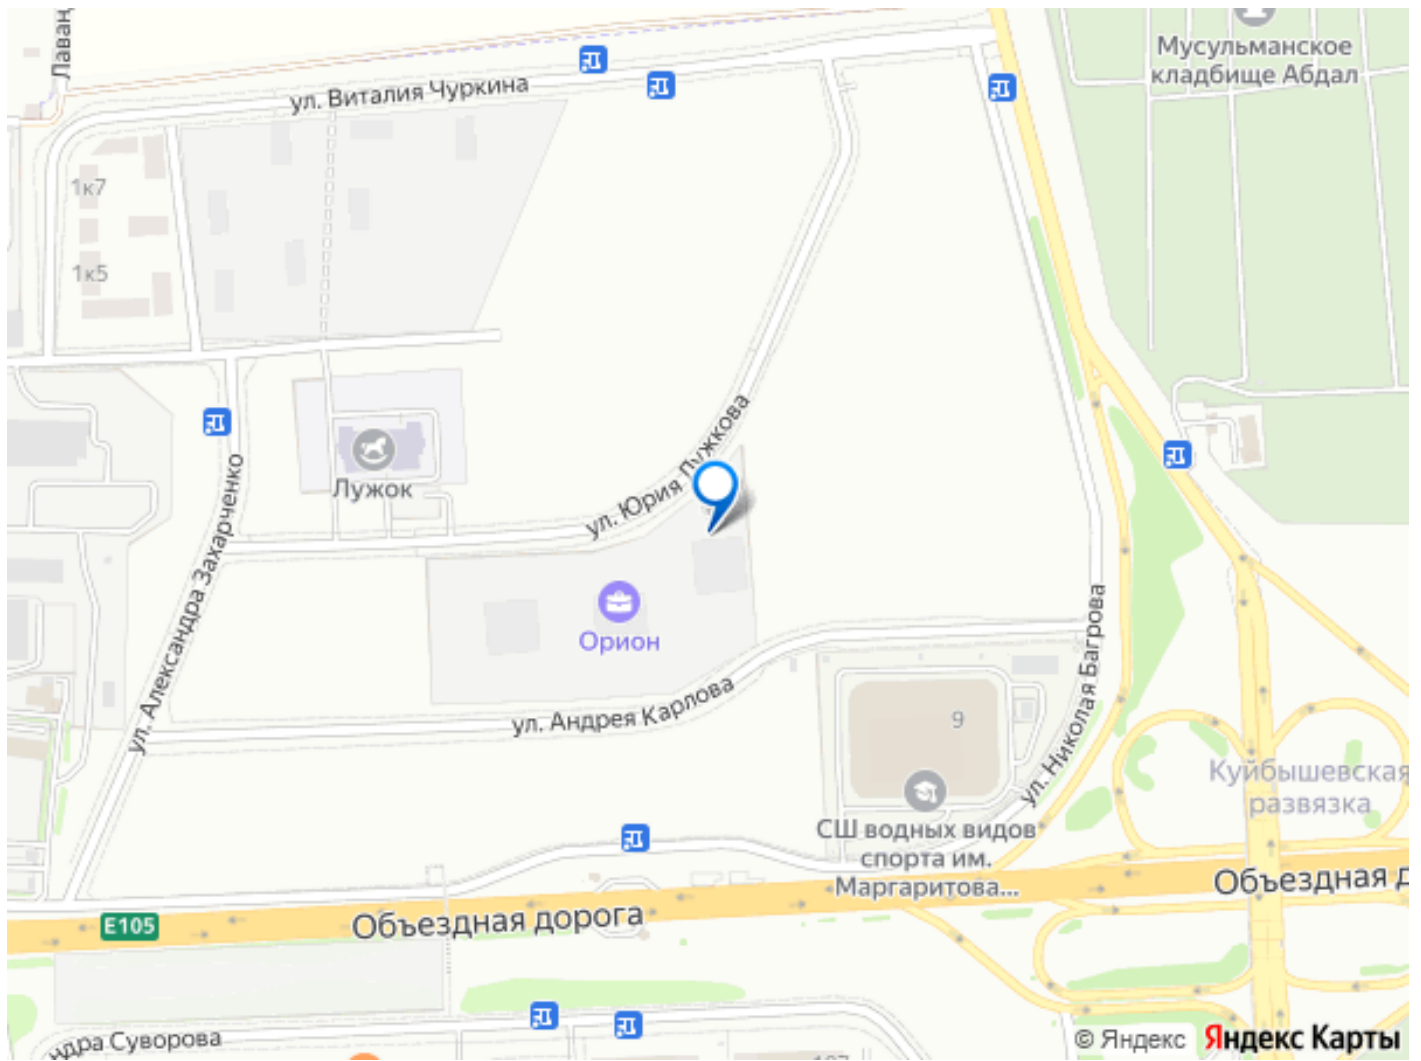 Лаван
Мусульманское
кладбище Абдал
ул. Виталия Чуркина
1к7
1к5
ул. Юрия Лужкова
Лужок
ул. Александра Захарченко
Орион
ул. Николая Багрова
ул. Андрея Карлова
9
Куйбышевская
развязка
СШ водных видов
спорта им.
Маргаритова...
Объездная д
E105
Объездная дорога
ндра Суворова
© Яндекс Яндекс Карты